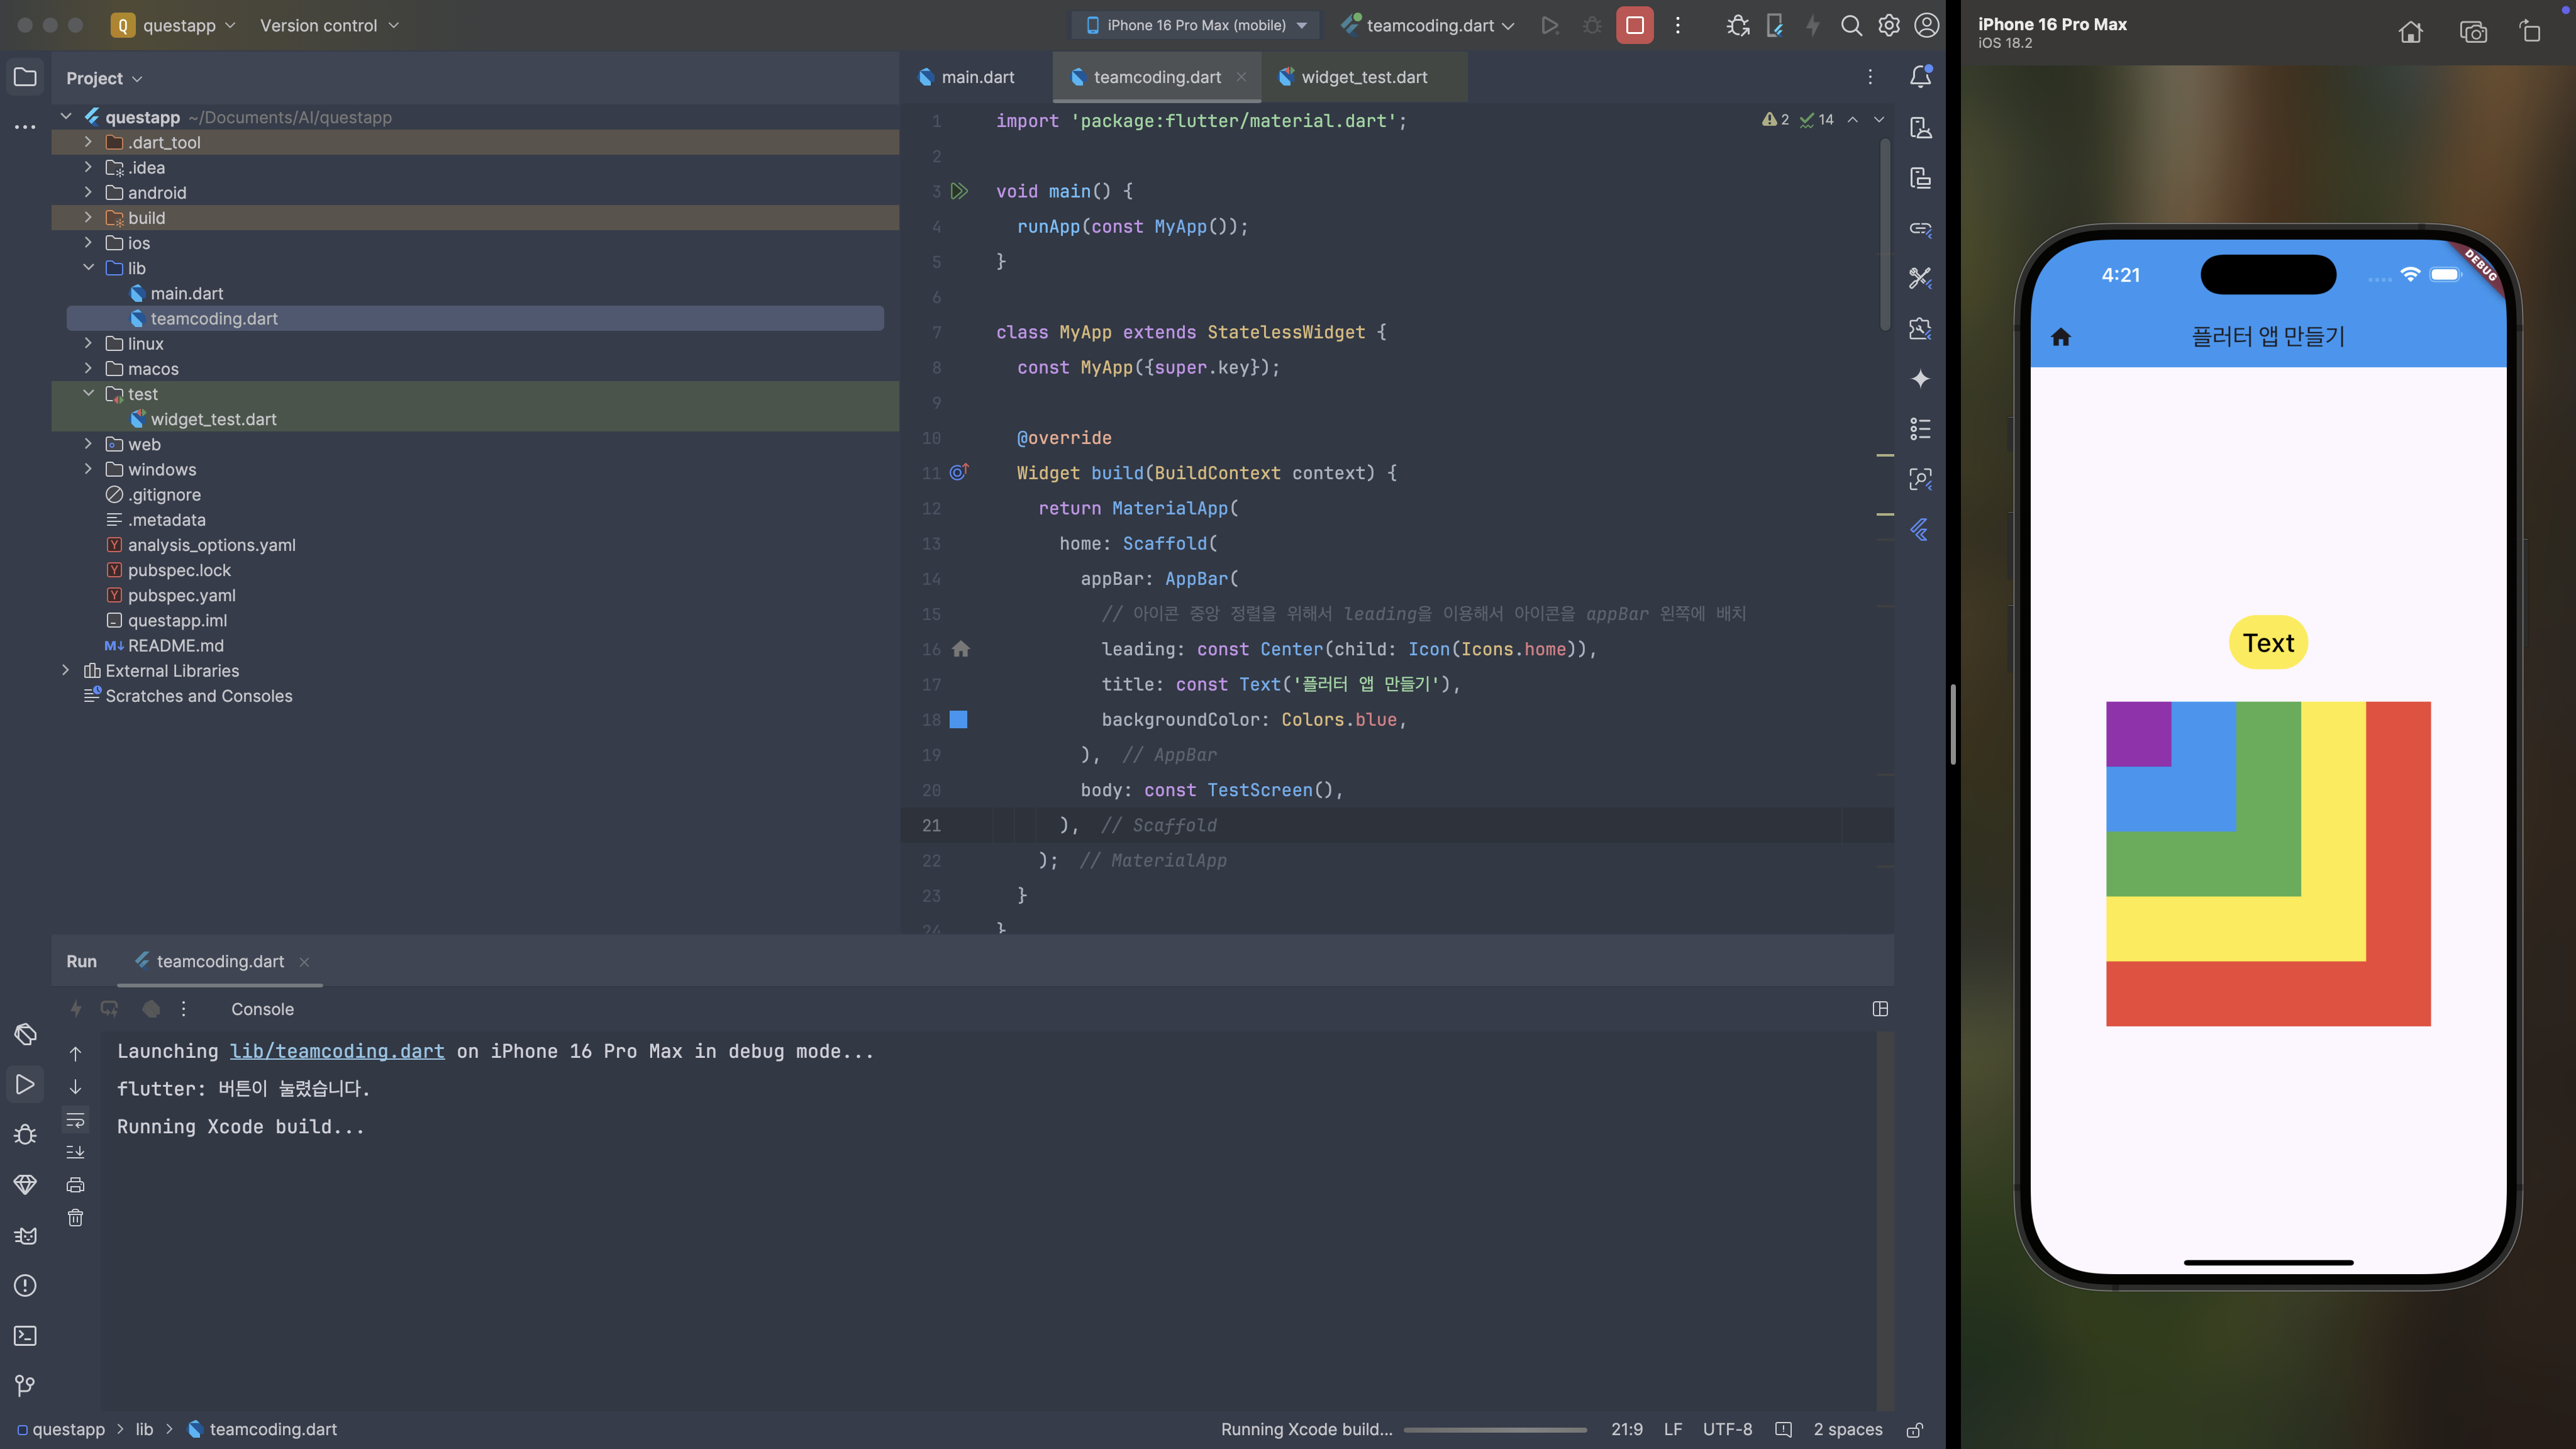 Q questapp
Version control
iPhone 16 Pro Max (mobile)
teamcoding.dart
iPhone 16 Pro Max
iOS 18.2
Project
main.dart
teamcoding.dart
widget_test.dart
questapp ~/Documents/AI/questapp
.dart_tool
.idea
android
build
ios
lib
main.dart
teamcoding.dart
linux
macos
test
widget_test.dart
web
windows
.gitignore
.metadata
analysis_options.yaml
pubspec.lock
pubspec.yaml
questapp.iml
M↓ README.md
External Libraries
Scratches and Consoles
2 14
1 import 'package:flutter/material.dart';
2
3 void main() {
4 runApp(const MyApp());
5 }
6
7 class MyApp extends StatelessWidget {
8 const MyApp({super.key});
9
10 @override
11 Widget build(BuildContext context) {
12 return MaterialApp(
13 home: Scaffold(
14 appBar: AppBar(
15 // 아이콘 중앙 정렬을 위해서 leading을 이용해서 아이콘을 appBar 왼쪽에 배치
16 leading: const Center(child: Icon(Icons.home)),
17 title: const Text('플러터 앱 만들기'),
18 backgroundColor: Colors.blue,
19 ), // AppBar
20 body: const TestScreen(),
21 ), // Scaffold
22 ); // MaterialApp
23 }
24 }
Run
teamcoding.dart
Console
Launching lib/teamcoding.dart on iPhone 16 Pro Max in debug mode...
flutter: 버튼이 눌렸습니다.
Running Xcode build...
questapp > lib > teamcoding.dart
Running Xcode build...
21:9
LF
UTF-8
2 spaces
4:21
DEBUG
플러터 앱 만들기
Text